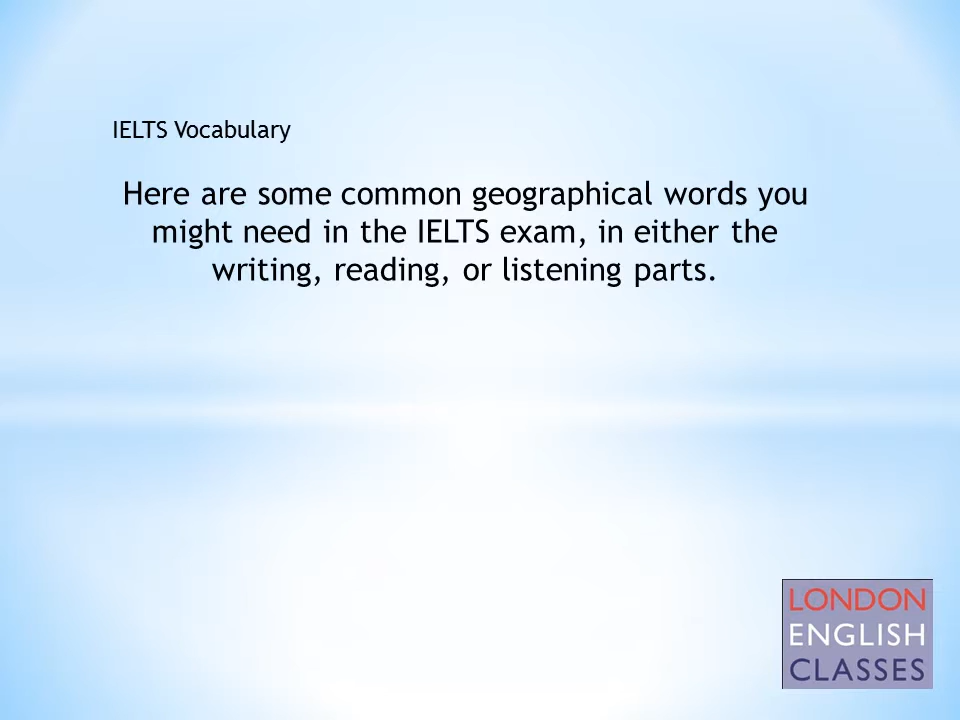 IELTS Vocabulary
Here are some common geographical words you
might need in the IELTS exam, in either the
writing, reading, or listening parts.
LONDON
ENGLISH
CLASSES